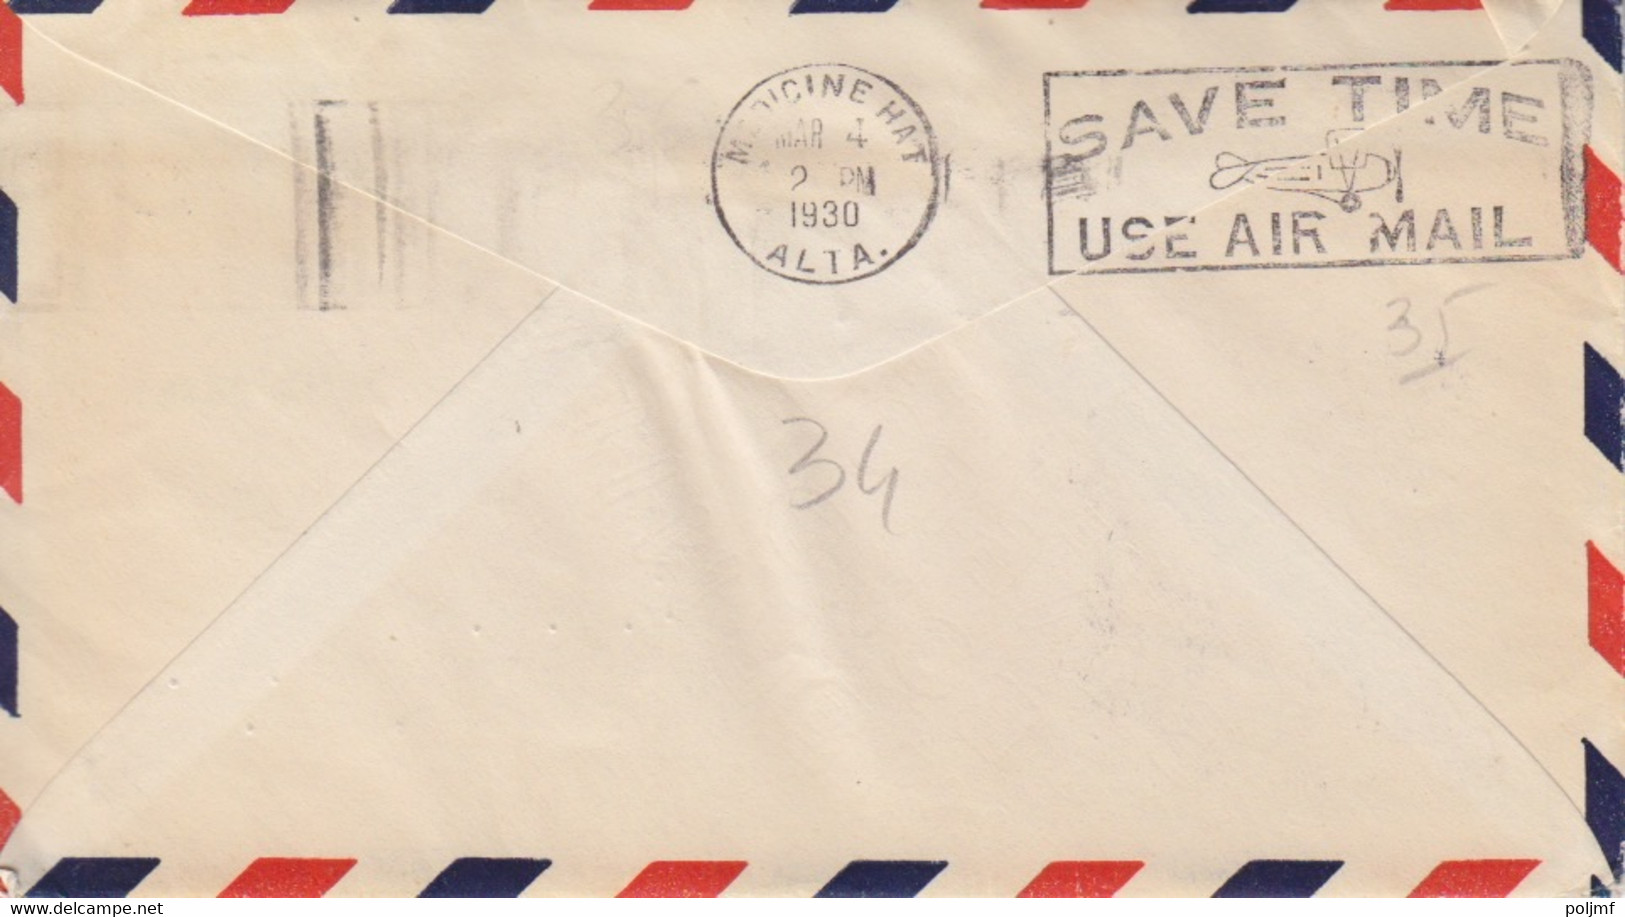 MEDICINE HAT
MAR 4
2 PM
1930
ALTA.
SAVE TIME
USE AIR MAIL
35
34
www.delcampe.net
poljmf